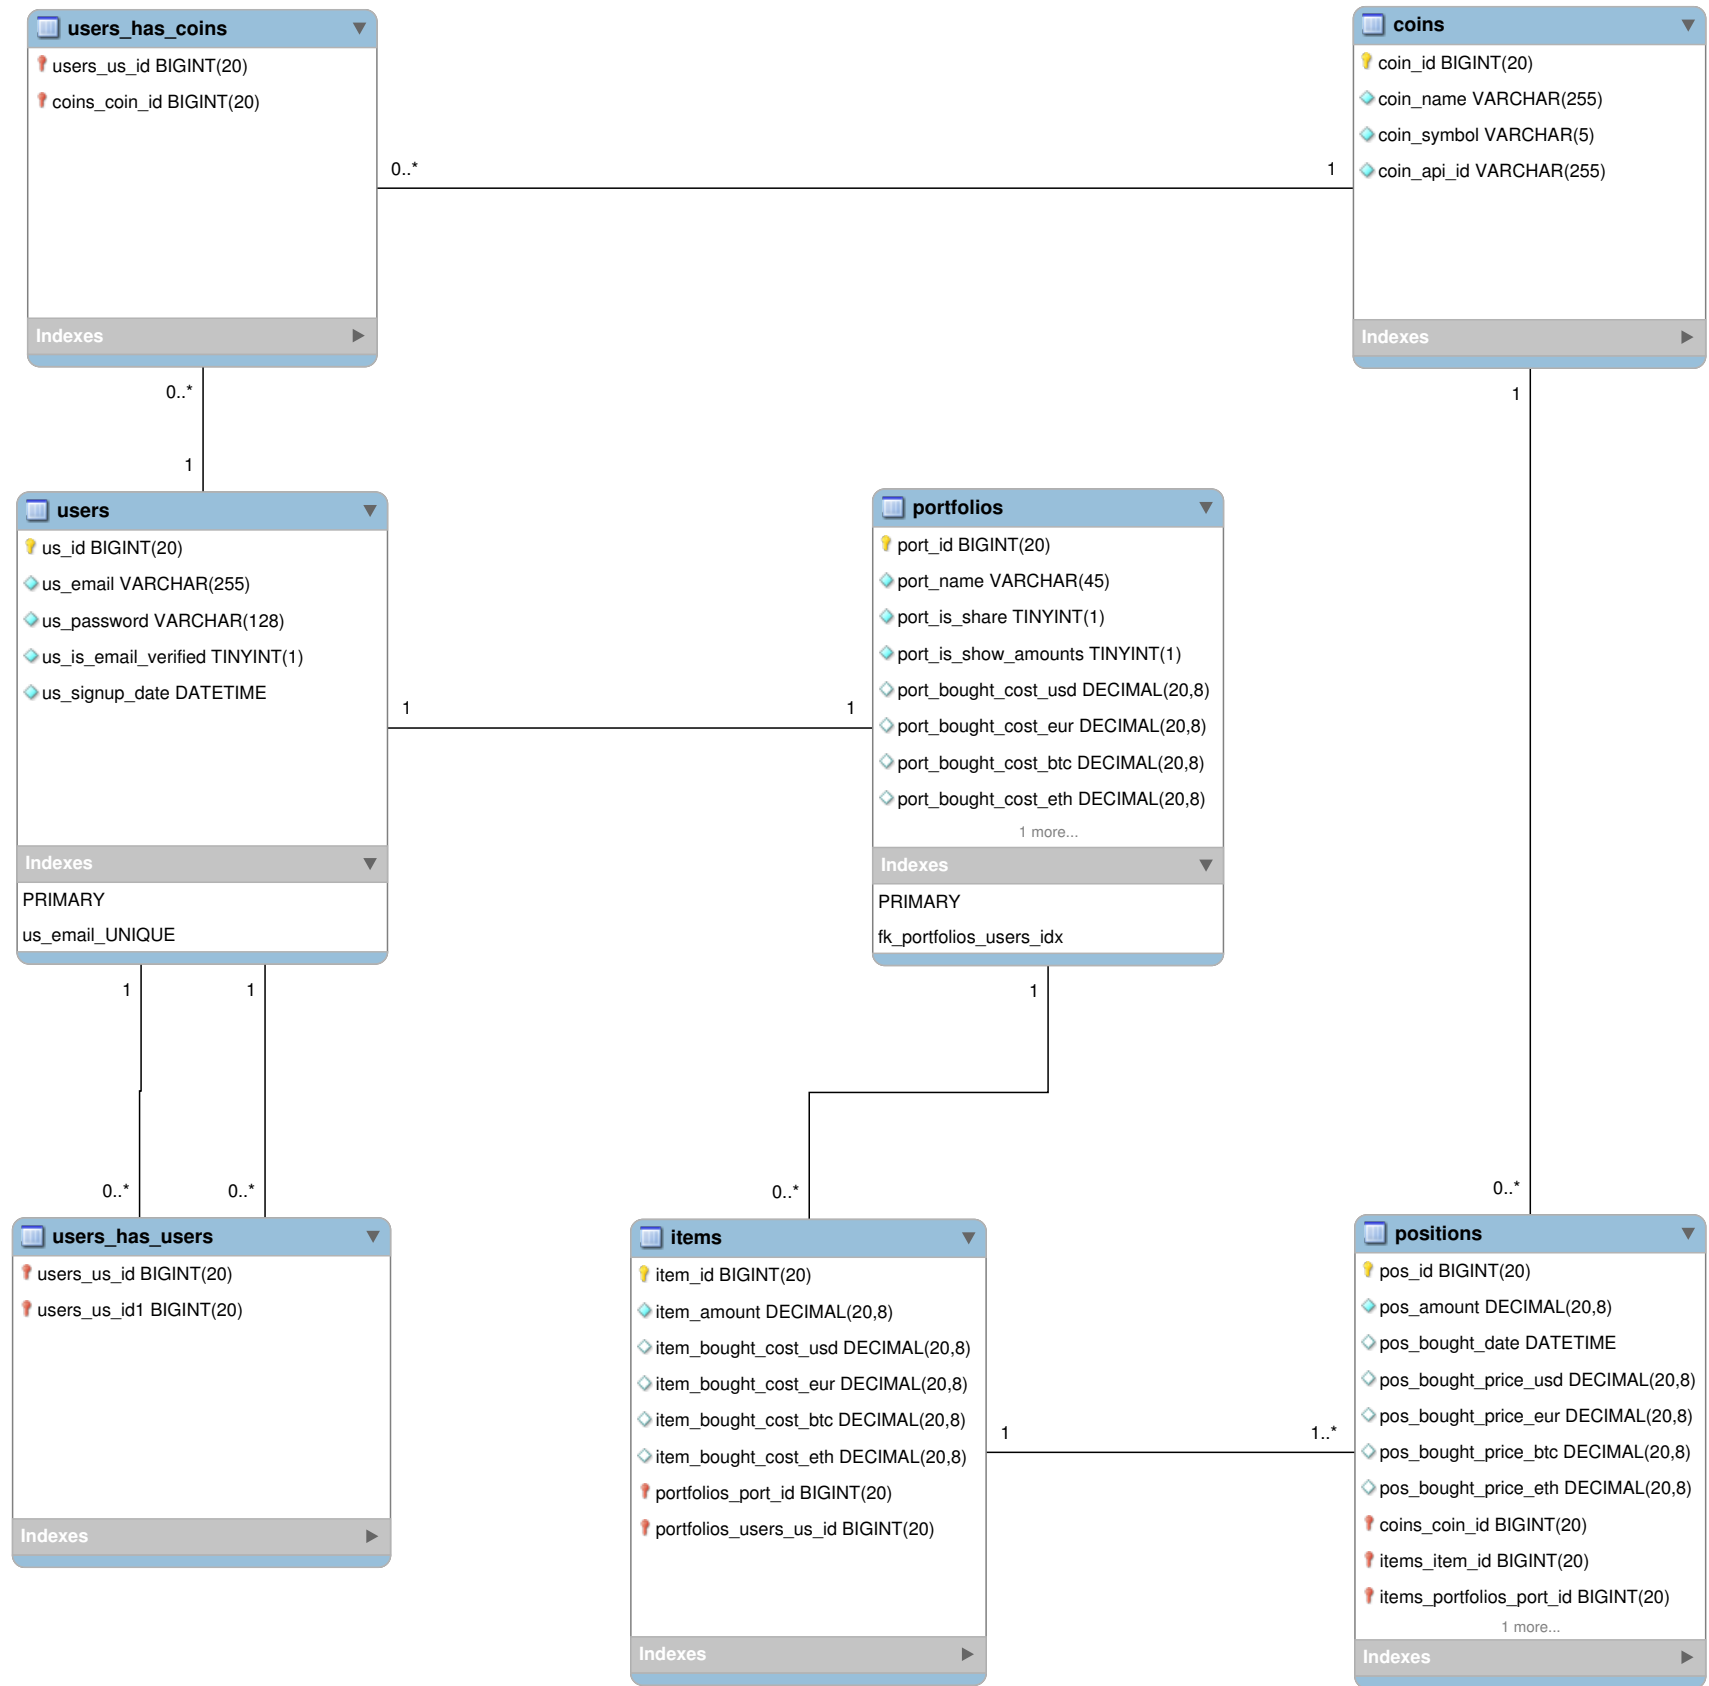 users_has_coins
users_us_id BIGINT(20)
coins_coin_id BIGINT(20)
Indexes
0..*
1
coins
coin_id BIGINT(20)
coin_name VARCHAR(255)
coin_symbol VARCHAR(5)
coin_api_id VARCHAR(255)
Indexes
0..*
1
1
0..*
users
us_id BIGINT(20)
us_email VARCHAR(255)
us_password VARCHAR(128)
us_is_email_verified TINYINT(1)
us_signup_date DATETIME
Indexes
PRIMARY
us_email_UNIQUE
1
1
portfolios
port_id BIGINT(20)
port_name VARCHAR(45)
port_is_share TINYINT(1)
port_is_show_amounts TINYINT(1)
port_bought_cost_usd DECIMAL(20,8)
port_bought_cost_eur DECIMAL(20,8)
port_bought_cost_btc DECIMAL(20,8)
port_bought_cost_eth DECIMAL(20,8)
1 more...
Indexes
PRIMARY
fk_portfolios_users_idx
1
1
0..*
0..*
1
0..*
users_has_users
users_us_id BIGINT(20)
users_us_id1 BIGINT(20)
Indexes
items
item_id BIGINT(20)
item_amount DECIMAL(20,8)
item_bought_cost_usd DECIMAL(20,8)
item_bought_cost_eur DECIMAL(20,8)
item_bought_cost_btc DECIMAL(20,8)
item_bought_cost_eth DECIMAL(20,8)
portfolios_port_id BIGINT(20)
portfolios_users_us_id BIGINT(20)
Indexes
1
1..*
positions
pos_id BIGINT(20)
pos_amount DECIMAL(20,8)
pos_bought_date DATETIME
pos_bought_price_usd DECIMAL(20,8)
pos_bought_price_eur DECIMAL(20,8)
pos_bought_price_btc DECIMAL(20,8)
pos_bought_price_eth DECIMAL(20,8)
coins_coin_id BIGINT(20)
items_item_id BIGINT(20)
items_portfolios_port_id BIGINT(20)
1 more...
Indexes